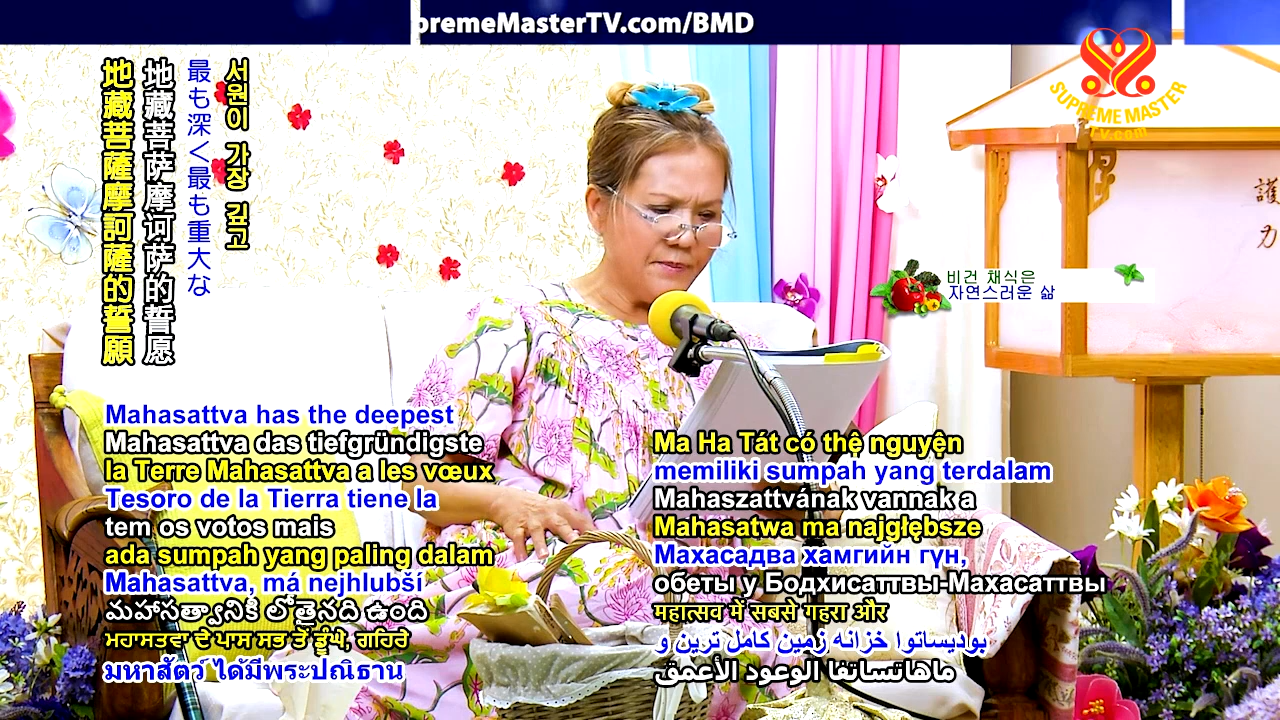 premeMasterTV.com/BMD
SUPREME MASTER
TV.com
地藏菩薩摩訶薩的誓願
地藏菩萨摩诃萨的誓愿
最も深く最も重大な
서원이 가장 깊고
護
力
비건 채식은
자연스러운 삶
Mahasattva has the deepest
Mahasattva das tiefgründigste
la Terre Mahasattva a les vœux
Tesoro de la Tierra tiene la
tem os votos mais
ada sumpah yang paling dalam
Mahasattva, má nejhlubší
మహాసత్వానికి లోతైనది ఉంది
ਮਹਾਸਤਵਾ ਦੇ ਪਾਸ ਸਭ ਤੋਂ ਡੂੰਘੇ, ਗਹਿਰੇ
มหาสัตว์ ได้มีพระปณิธาน
Ma Ha Tát có thệ nguyện
memiliki sumpah yang terdalam
Mahaszattvának vannak a
Mahasatwa ma najgłębsze
Махасадва хамгийн гүн,
обеты у Бодхисаттвы-Махасаттвы
महात्सव में सबसे गहरा और
بودیساتوا خزانه زمین کامل ترین و
ماهاتساتفا الوعود الأعمق